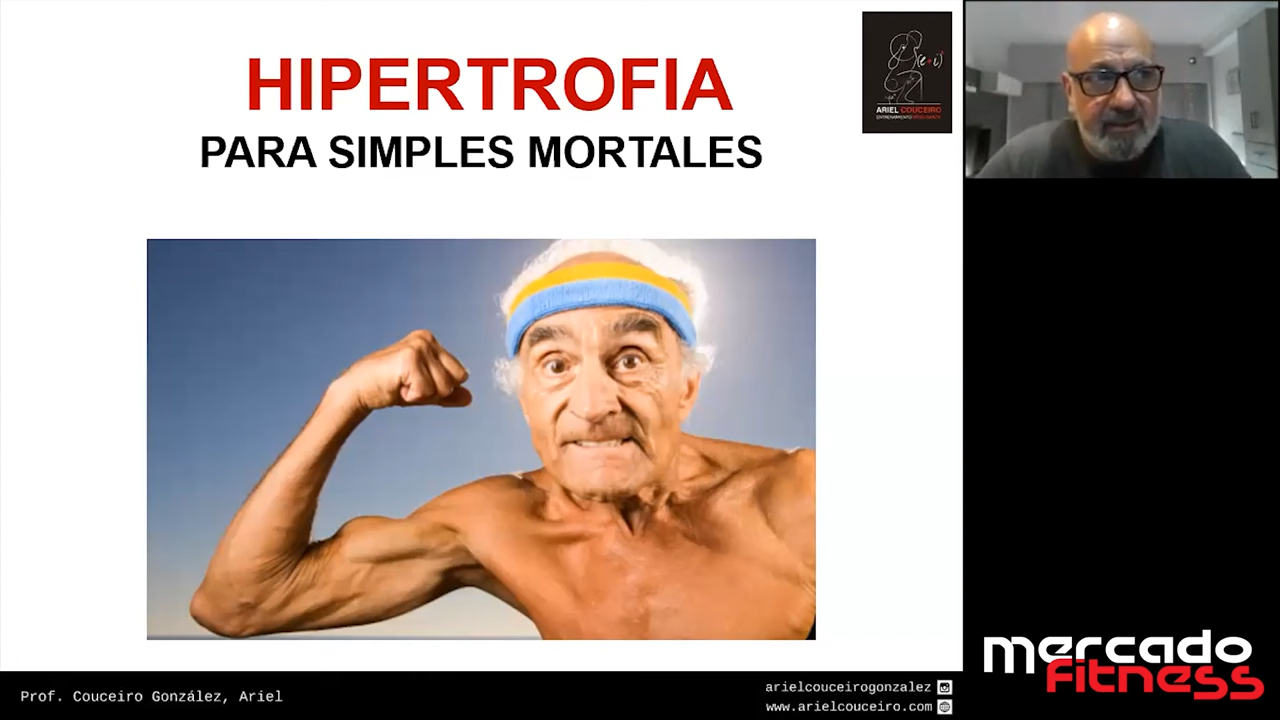 HIPERTROFIA
PARA SIMPLES MORTALES
(e+i)
ARIEL COUCEIRO
mercado
fitness
Prof. Couceiro González, Ariel
arielcouceirogonzalez
www.arielcouceiro.com